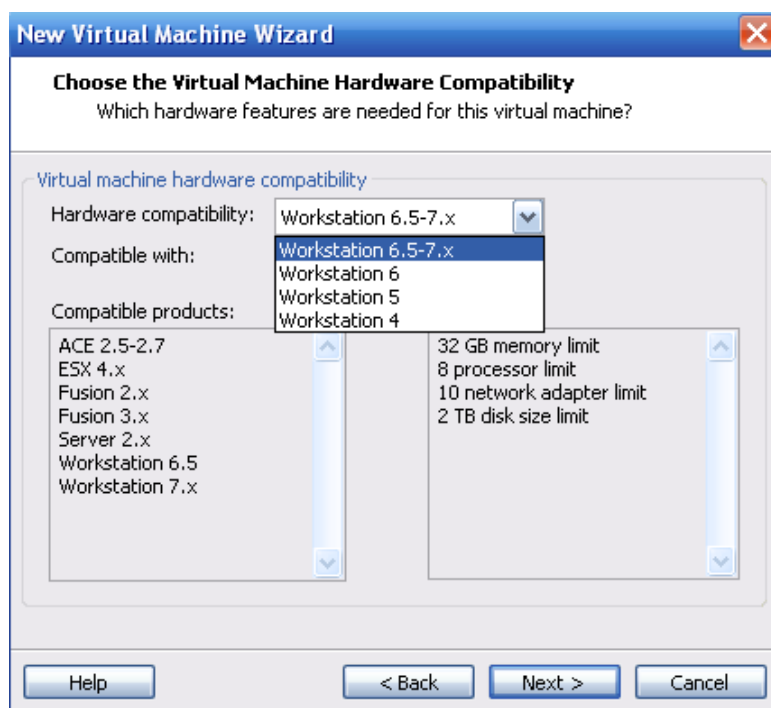 New Virtual Machine Wizard
Choose the Virtual Machine Hardware Compatibility
Which hardware features are needed for this virtual machine?
Virtual machine hardware compatibility
Hardware compatibility:
Workstation 6.5-7.x
Workstation 6.5-7.x
Workstation 6
Workstation 5
Workstation 4
Compatible with:
Compatible products:
ACE 2.5-2.7
ESX 4.x
Fusion 2.x
Fusion 3.x
Server 2.x
Workstation 6.5
Workstation 7.x
32 GB memory limit
8 processor limit
10 network adapter limit
2 TB disk size limit
Help
< Back
Next >
Cancel